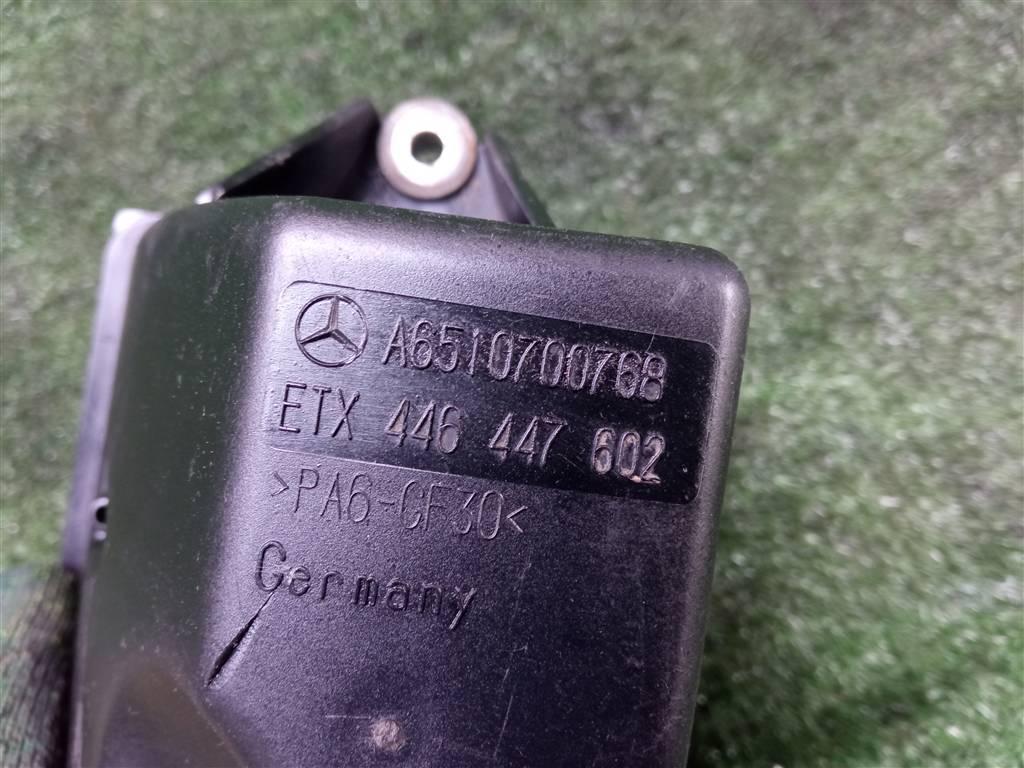 A6510700768
ETX 446 447 602
>PA6-GF30<
Germany